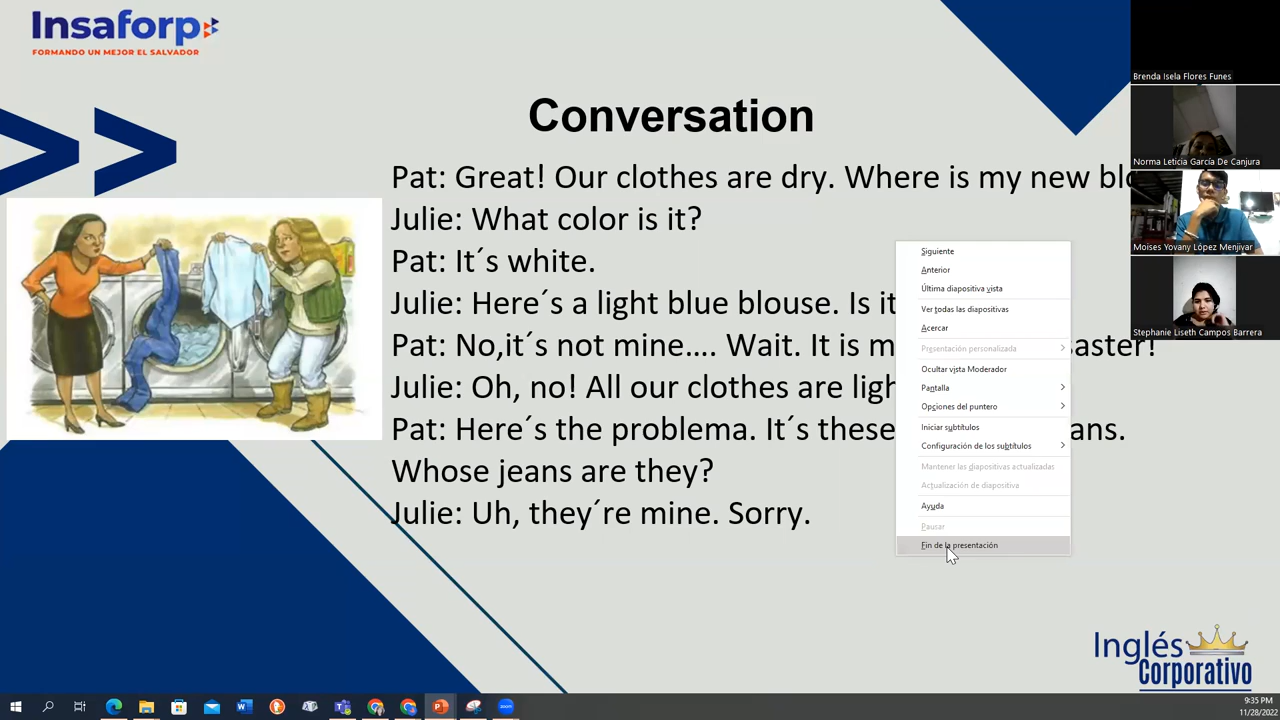 Insaforp
FORMANDO UN MEJOR EL SALVADOR
Conversation
Pat: Great! Our clothes are dry. Where is my new
Julie: What color is it?
Pat: It´s white.
Julie: Here´s a light blue blouse. Is it
Pat: No,it´s not mine.... Wait. It is
Julie: Oh, no! All our clothes are
Pat: Here´s the problema. It´s these
Whose jeans are they?
Julie: Uh, they´re mine. Sorry.
Siguiente
Anterior
Última diapositiva vista
Ver todas las diapositivas
Acercar
Presentación personalizada
Ocultar vista Moderador
Pantalla
Opciones del puntero
Iniciar subtítulos
Configuración de los subtítulos
Mantener las diapositivas actualizadas
Actualización de diapositiva
Ayuda
Pausar
Fin de la presentación
Brenda Isela Flores Funes
Norma Leticia García De Canjura
Moises Yovany López Menjivar
Stephanie Liseth Campos Barrera
Inglés
Corporativo
9:35 PM
11/28/2022